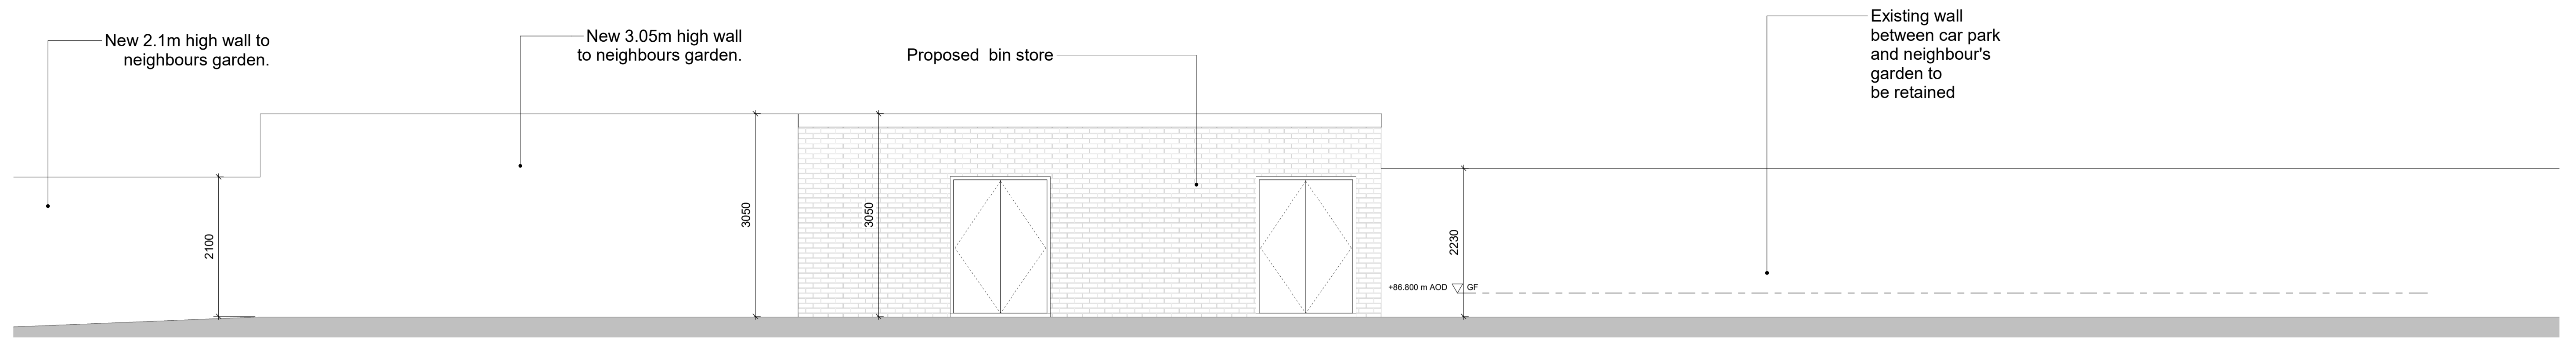 New 2.1m high wall to
neighbours garden.
New 3.05m high wall
to neighbours garden.
Proposed  bin store
Existing wall
between car park
and neighbour's
garden to
be retained
2100
3050
3050
2230
+86.800 m AOD
GF